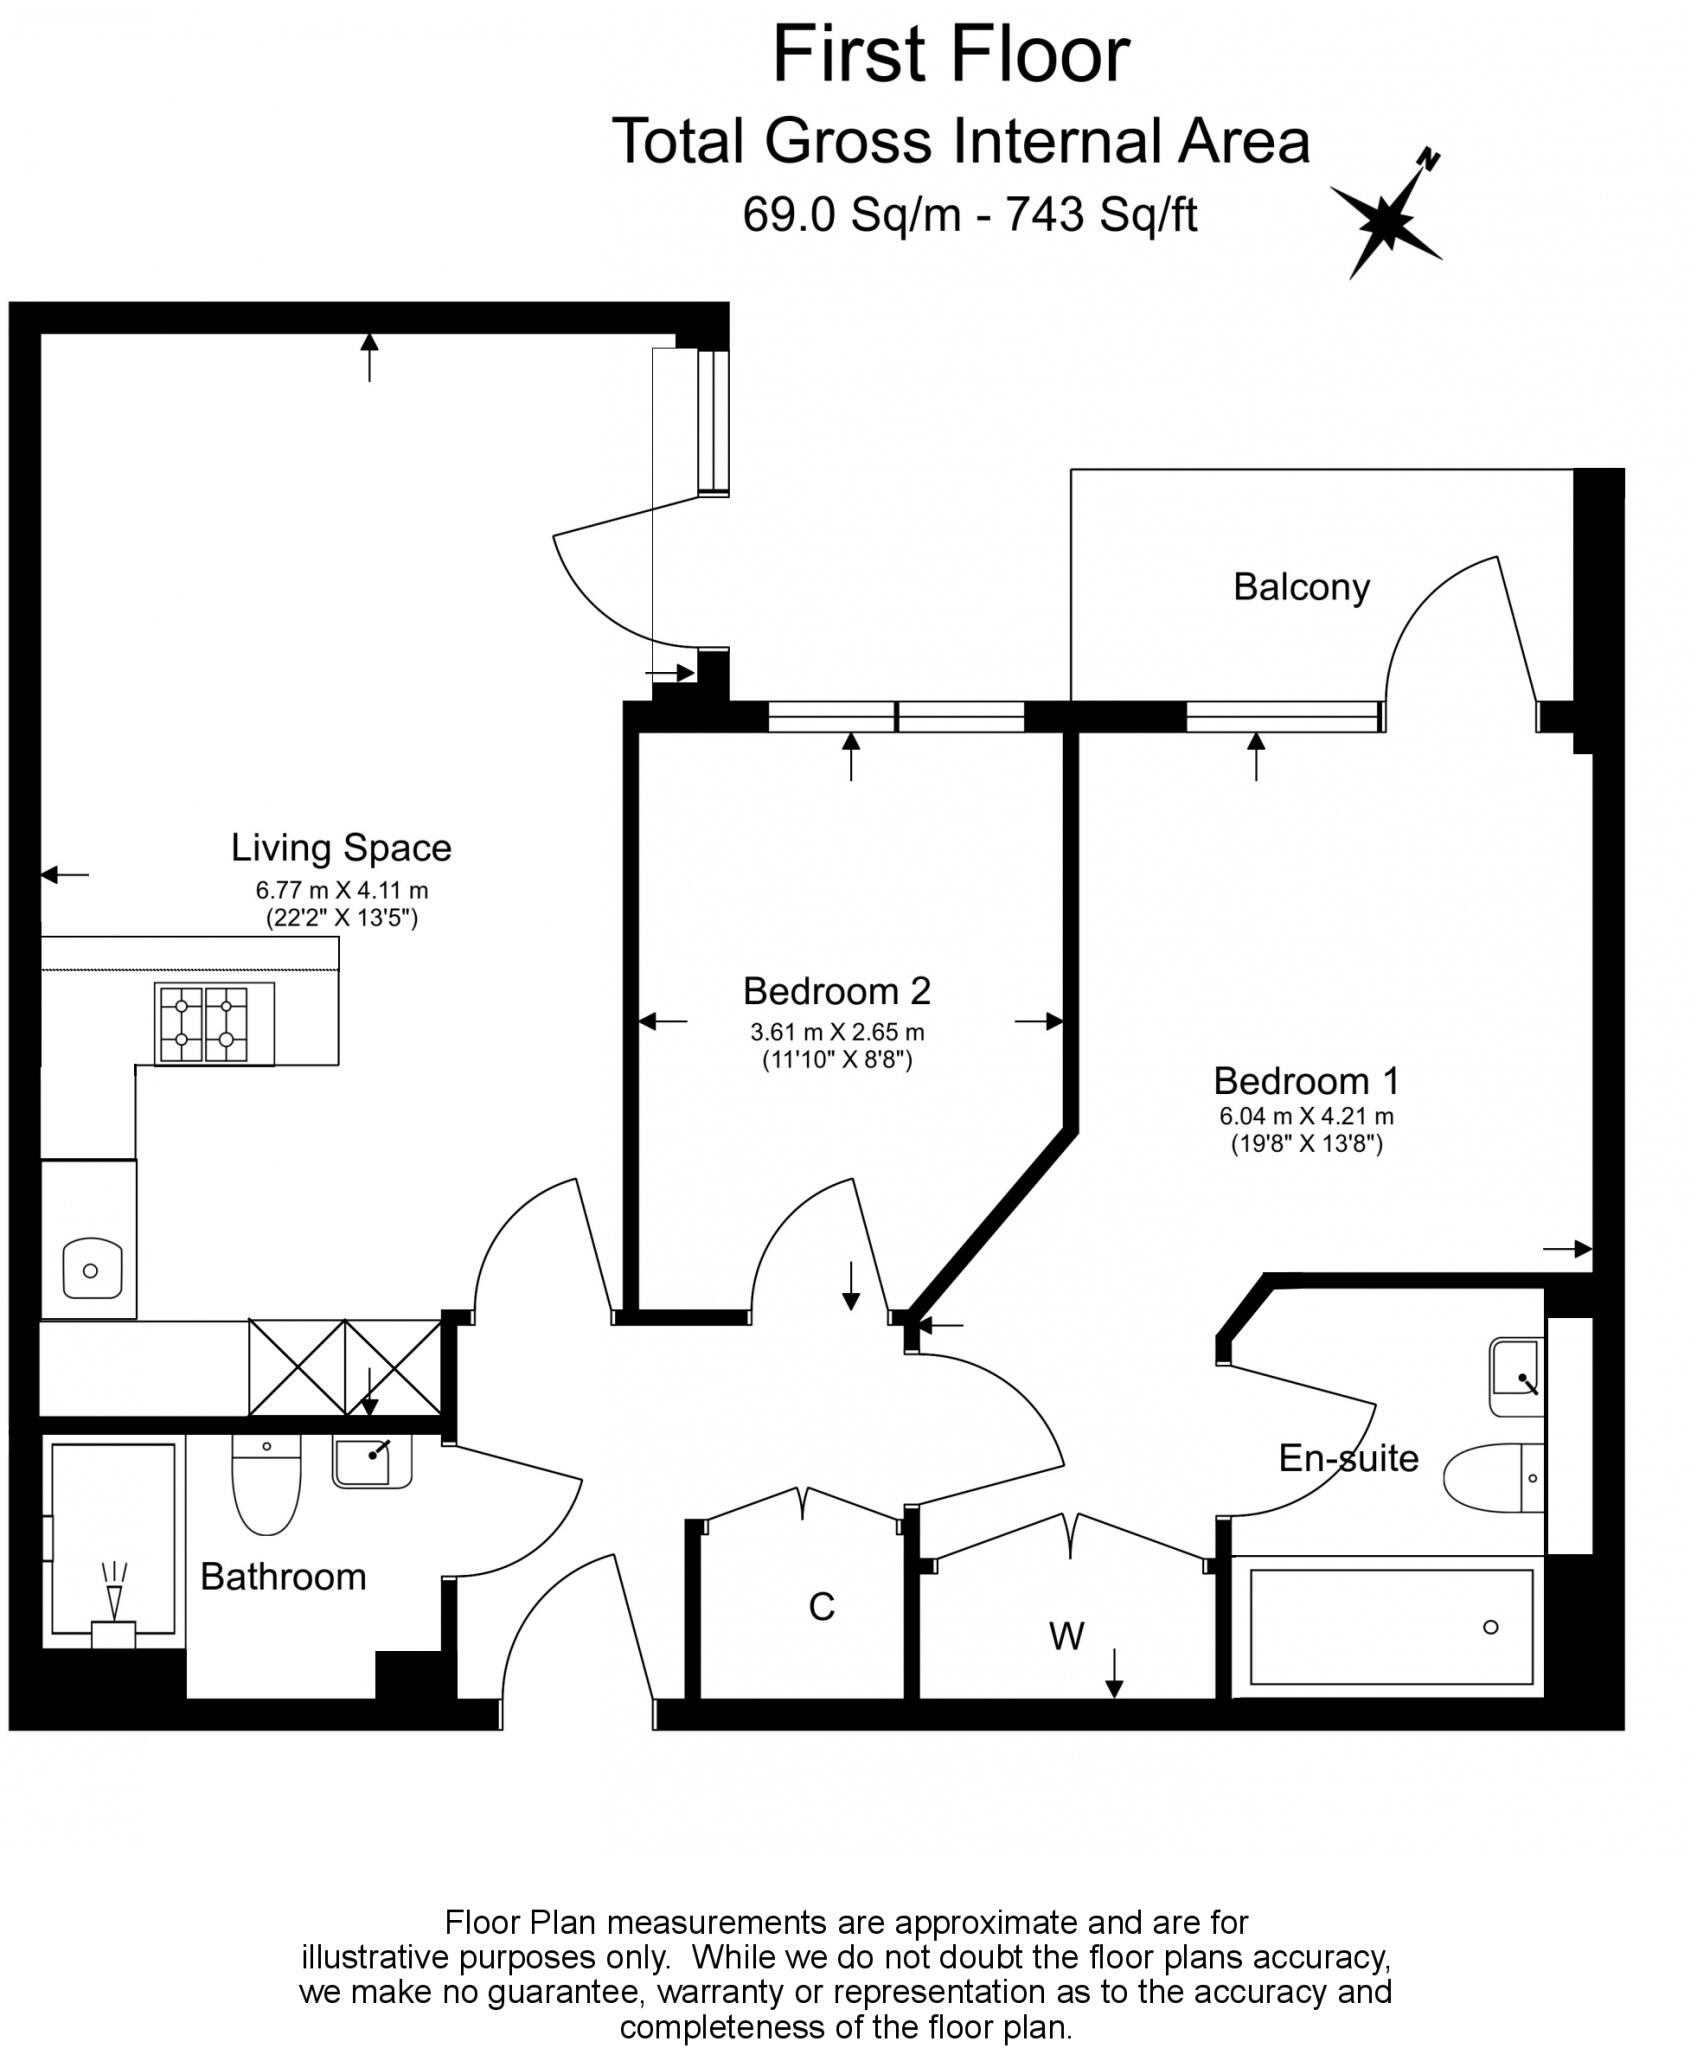 First Floor
Total Gross Internal Area
69.0 Sq/m - 743 Sq/ft
N
Balcony
Living Space
6.77 m X 4.11 m
(22'2" X 13'5")
Bedroom 2
3.61 m X 2.65 m
(11'10" X 8'8")
Bedroom 1
6.04 m X 4.21 m
(19'8" X 13'8")
En-suite
Bathroom
C
W
Floor Plan measurements are approximate and are for
illustrative purposes only.  While we do not doubt the floor plans accuracy,
we make no guarantee, warranty or representation as to the accuracy and
completeness of the floor plan.